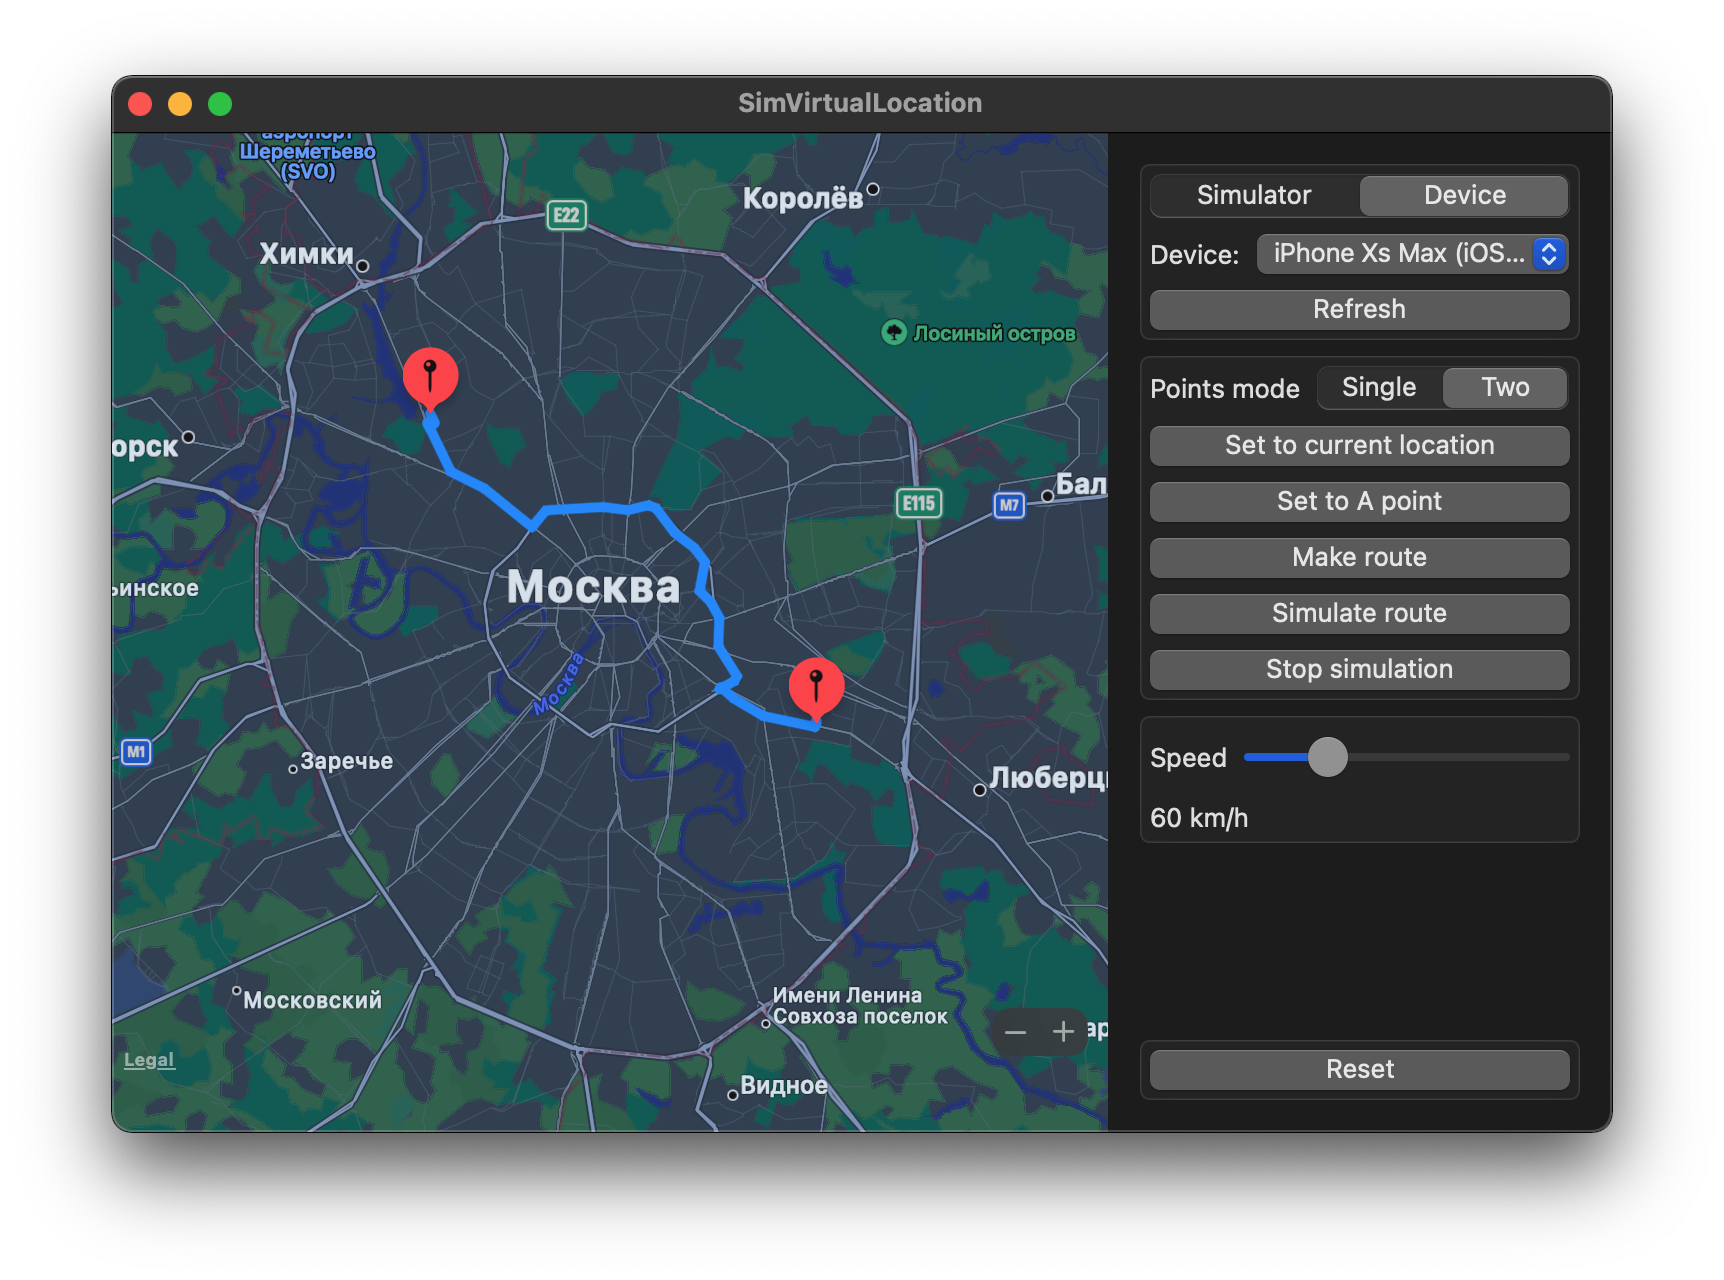 SimVirtualLocation
аэропорт
Шереметьево
(SVO)
Королёв
E22
Химки
Лосиный остров
орск
Бал
E115
M7
ьинское
Москва
Москва
M1
Заречье
Люберц
Имени Ленина
Совхоза поселок
Московский
ар
Видное
Legal
Simulator
Device
Device:
iPhone Xs Max (iOS...
Refresh
Points mode
Single
Two
Set to current location
Set to A point
Make route
Simulate route
Stop simulation
Speed
60 km/h
Reset